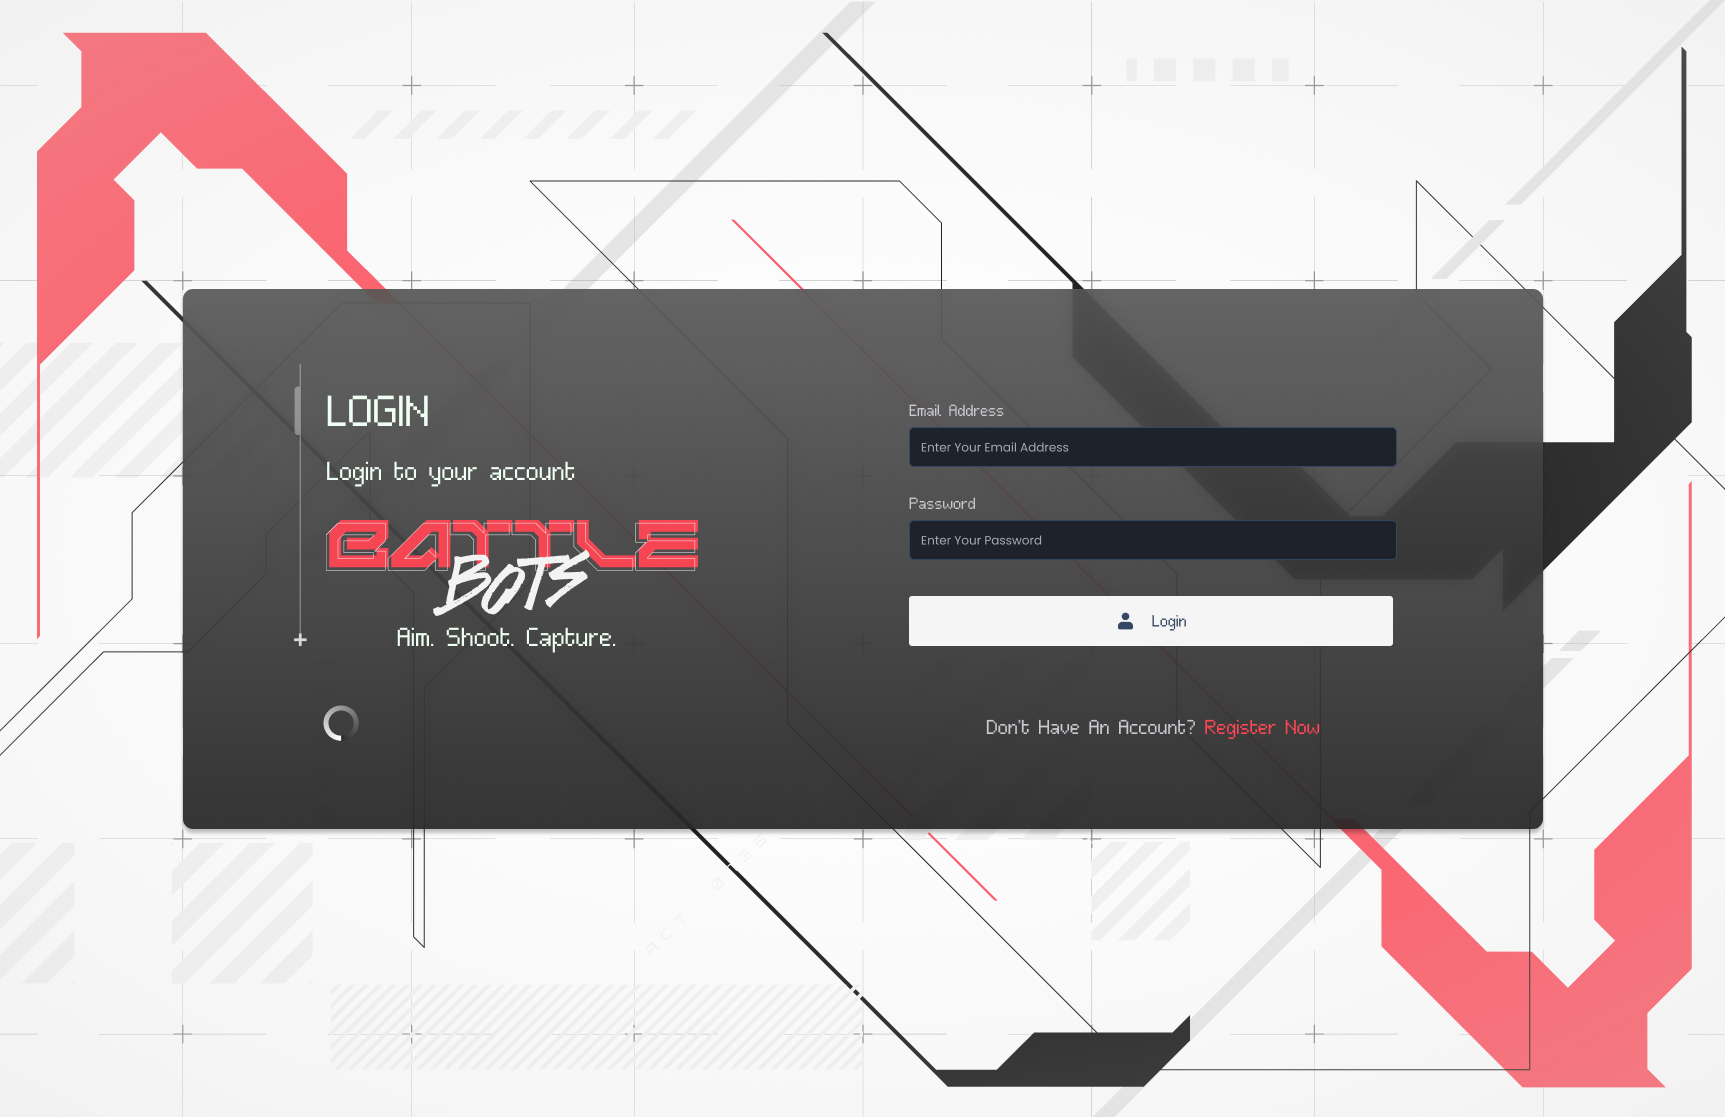 LOGIN
Login to your account
BATTLE
BOTS
Aim. Shoot. Capture.
Email Address
Enter Your Email Address
Password
Enter Your Password
Login
Don't Have An Account? Register Now